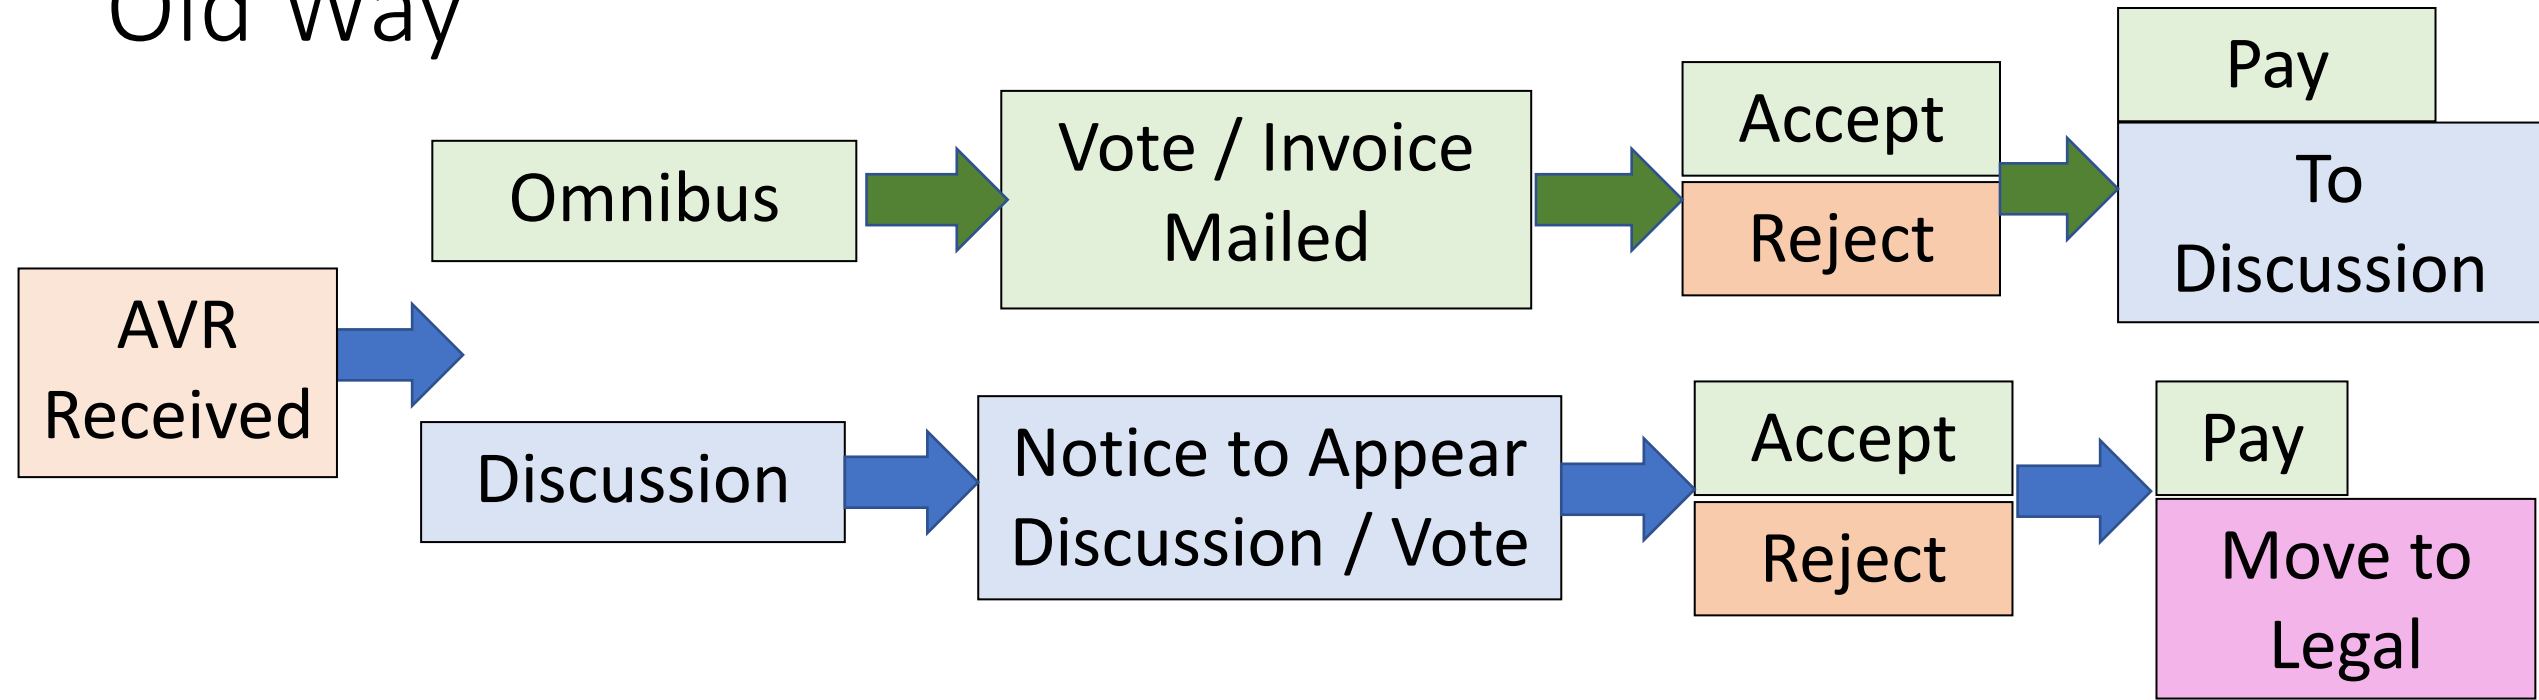 Old Way
Omnibus
Vote / Invoice
Mailed
Accept
Reject
Pay
To
Discussion
AVR
Received
Discussion
Notice to Appear
Discussion / Vote
Accept
Reject
Pay
Move to
Legal